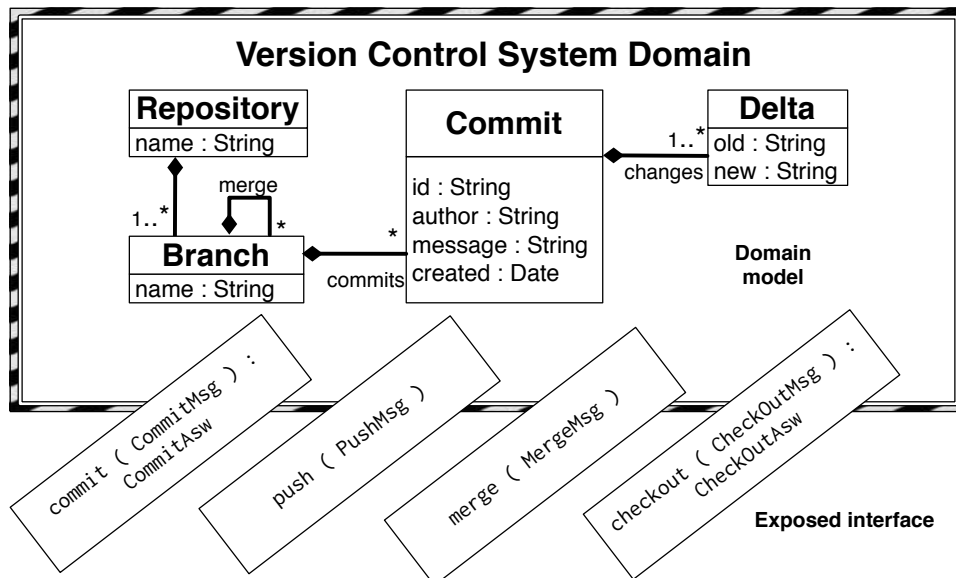 Version Control System Domain
Repository
name : String
merge
1..*
*
Branch
name : String
*
commits
Commit
id : String
author : String
message : String
created : Date
1..*
changes
Delta
old : String
new : String
Domain
model
commit ( CommitMsg ) :
CommitAsw
push ( PushMsg )
merge ( MergeMsg )
checkout ( CheckOutMsg ) :
CheckOutAsw
Exposed interface